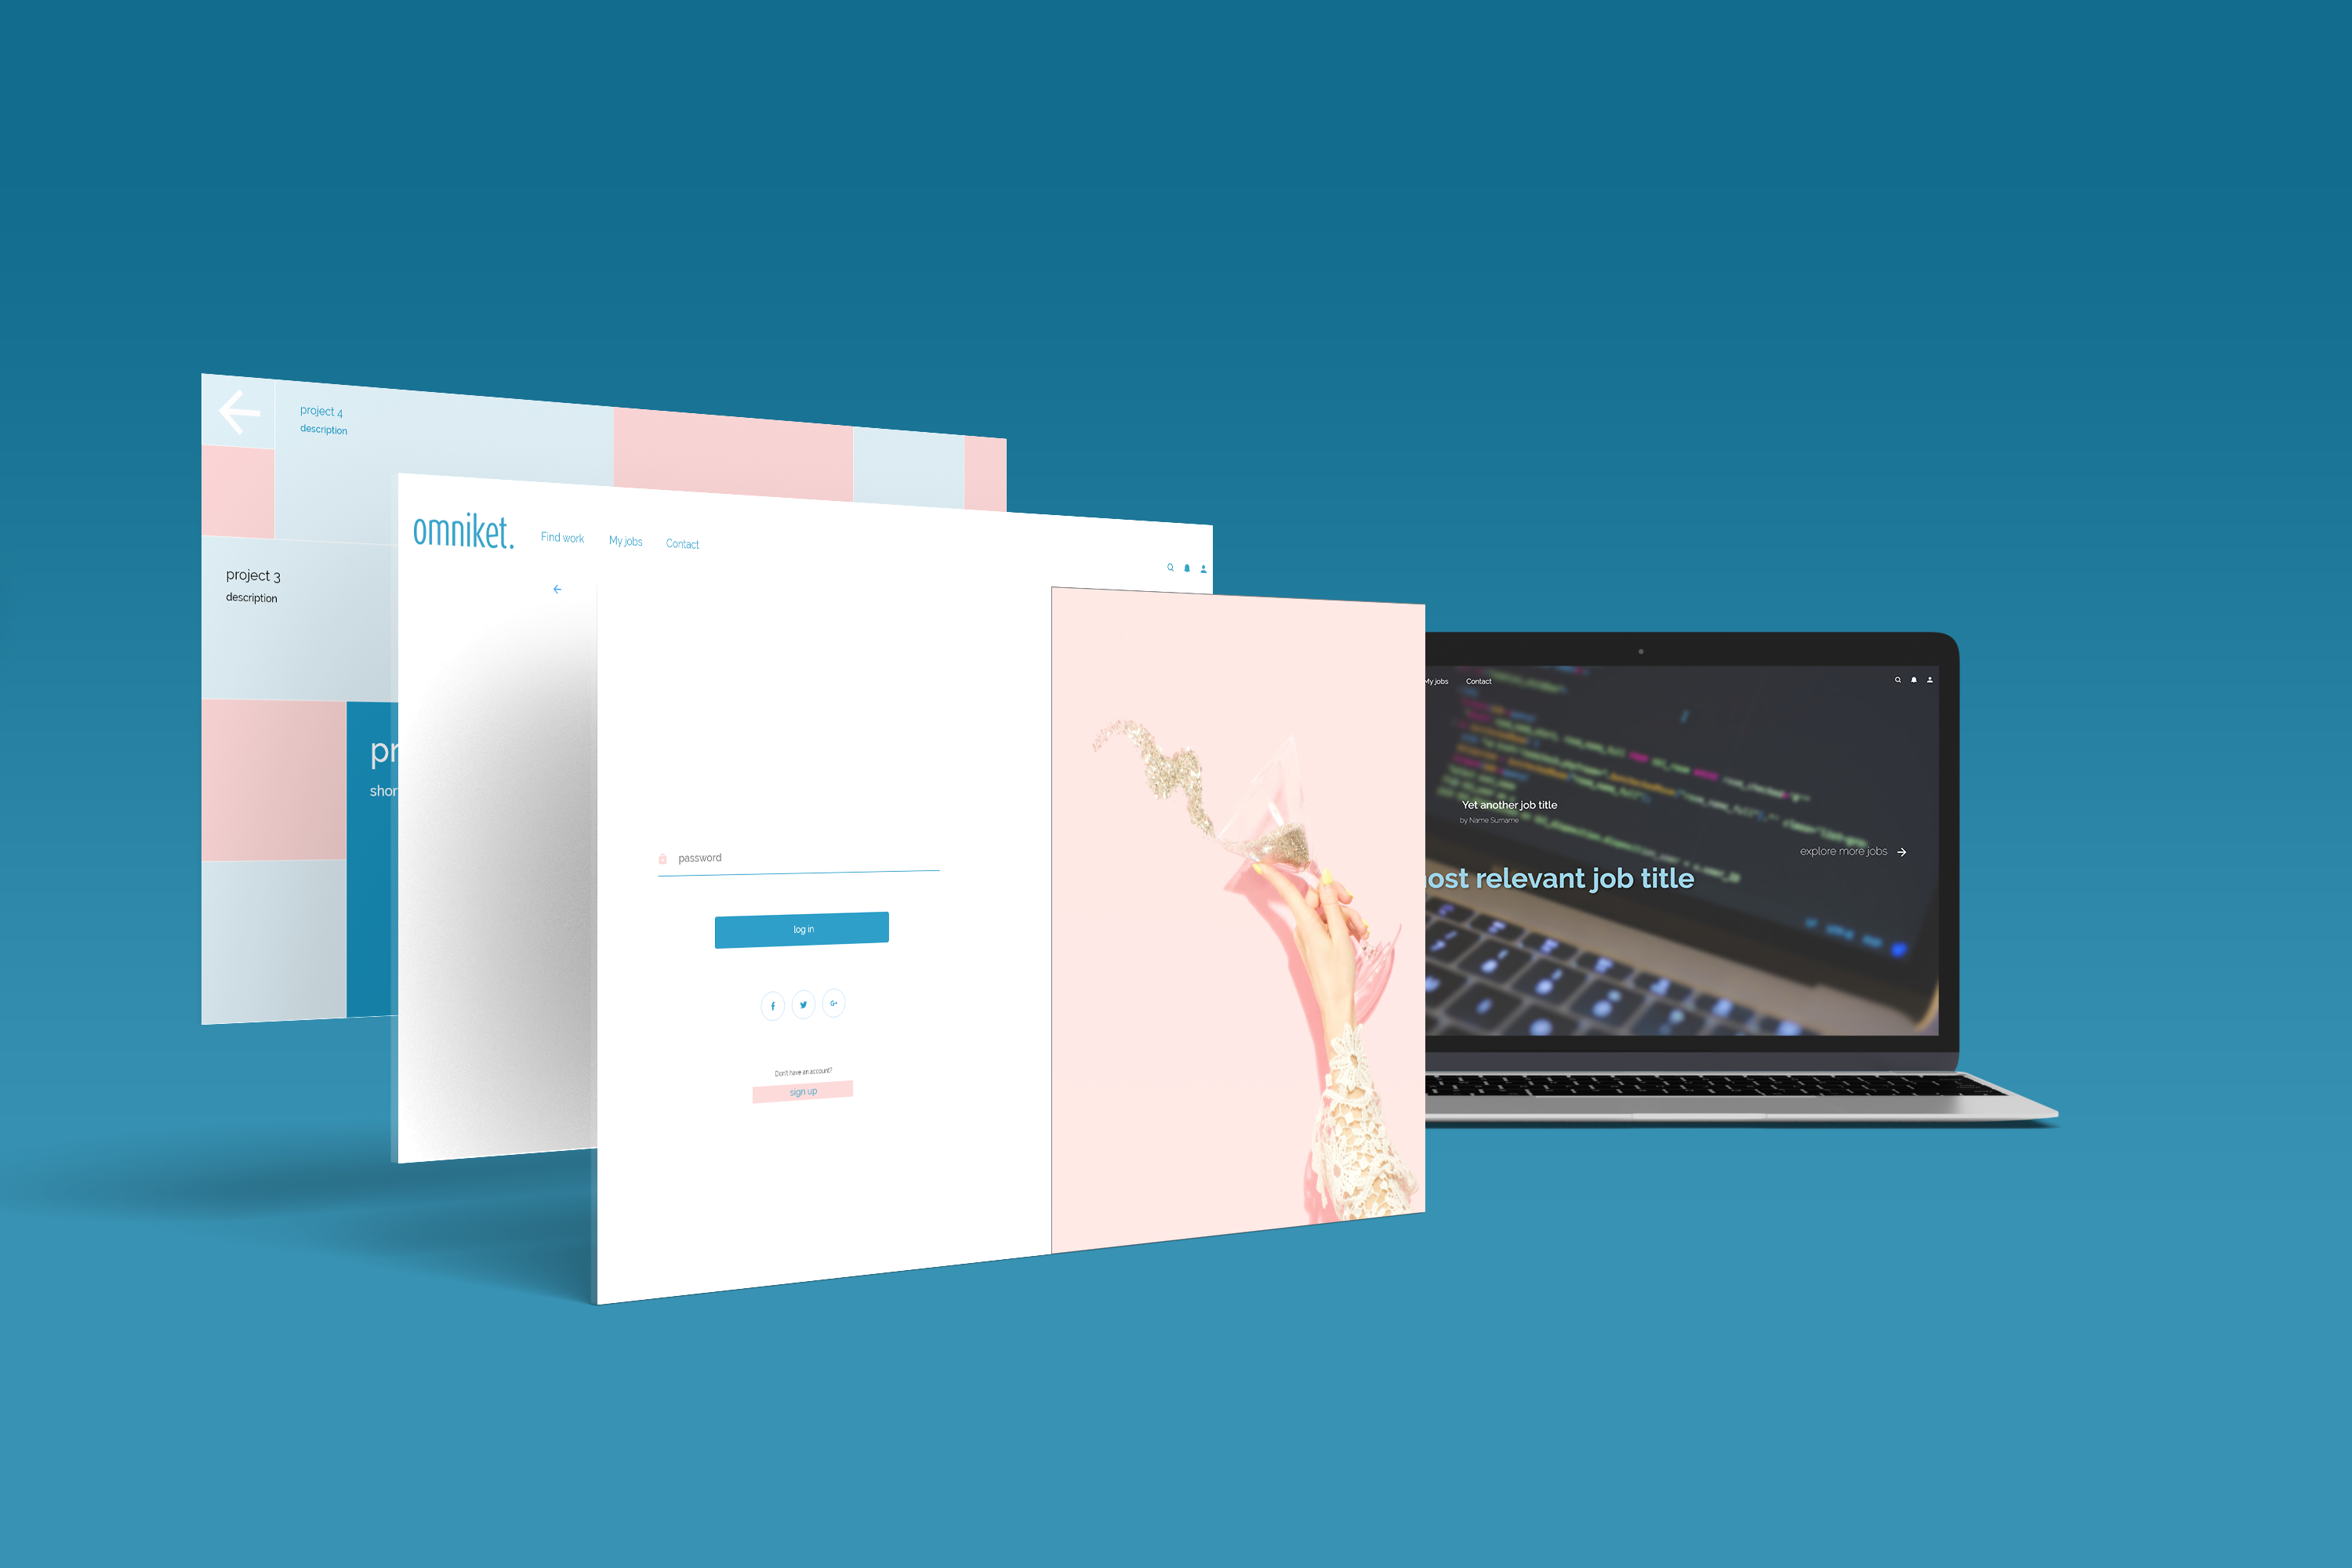 project 4
description
project 3
description
pr
shor
omniket.
Find work
My jobs
Contact
password
log in
Don't have an account?
sign up
My jobs
Contact
Yet another job title
by Name Surname
explore more jobs
ost relevant job title